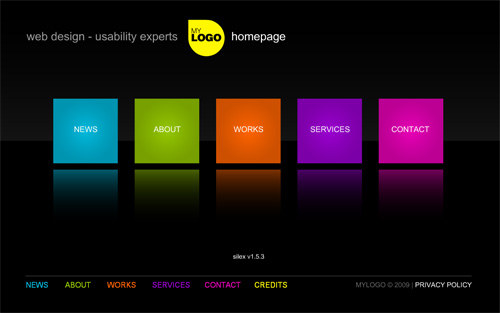 web design - usability experts MY LOGO homepage
NEWS ABOUT WORKS SERVICES CONTACT
silex v1.5.3
NEWS ABOUT WORKS SERVICES CONTACT CREDITS MYLOGO © 2009 | PRIVACY POLICY